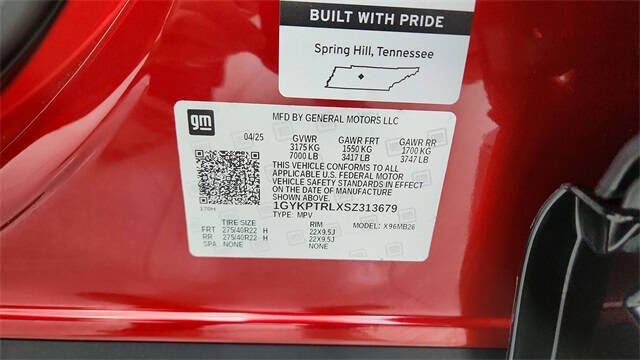 BUILT WITH PRIDE
Spring Hill, Tennessee
gm
MFD BY GENERAL MOTORS LLC
04/25 GVWR GAWR FRT GAWR RR
3175 KG 1550 KG 1700 KG
7000 LB 3417 LB 3747 LB
THIS VEHICLE CONFORMS TO ALL
APPLICABLE U.S. FEDERAL MOTOR
VEHICLE SAFETY STANDARDS IN EFFECT
ON THE DATE OF MANUFACTURE
SHOWN ABOVE.
170H 1GYKPTRLXSZ313679
TYPE: MPV
TIRE SIZE RIM MODEL: X96MB26
FRT 275/40R22 H 22X9.5J
RR 275/40R22 H 22X9.5J
SPA NONE NONE